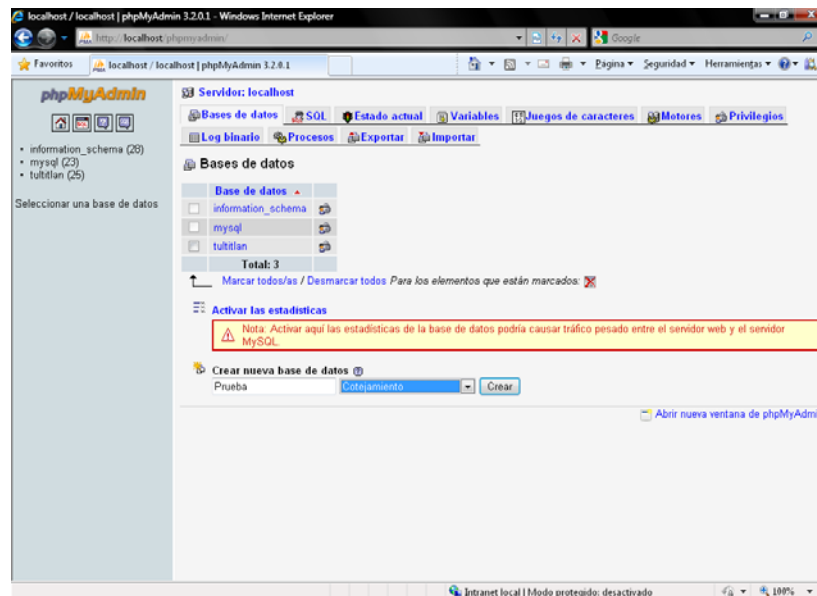 localhost / localhost | phpMyAdmin 3.2.0.1 - Windows Internet Explorer
http://localhost/phpmyadmin/
Google
Favoritos
localhost / localhost | phpMyAdmin 3.2.0.1
Página
Seguridad
Herramientas
phpMyAdmin
information_schema (28)
mysql (23)
tultitlan (25)
Seleccionar una base de datos
Servidor: localhost
Bases de datos SQL Estado actual Variables Juegos de caracteres Motores Privilegios
Log binario Procesos Exportar Importar
Bases de datos
Base de datos
information_schema
mysql
tultitlan
Total: 3
Marcar todos/as / Desmarcar todos Para los elementos que están marcados:
Activar las estadísticas
Nota: Activar aquí las estadísticas de la base de datos podría causar tráfico pesado entre el servidor web y el servidor
MySQL.
Crear nueva base de datos
Prueba Cotejamiento Crear
Abrir nueva ventana de phpMyAdmi
Intranet local | Modo protegido: desactivado
100%